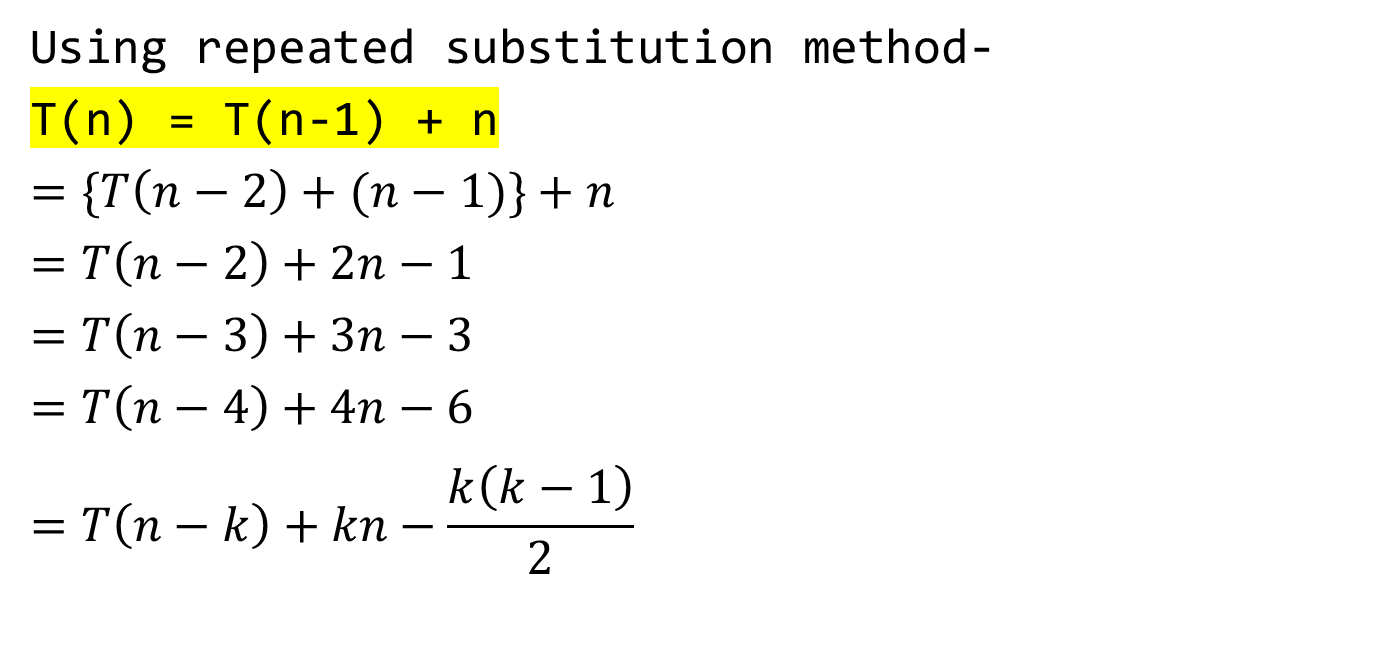 Using repeated substitution method-
T(n) = T(n-1) + n
= {T(n − 2) + (n − 1)} + n
= T(n − 2) + 2n − 1
= T(n − 3) + 3n − 3
= T(n − 4) + 4n − 6
= T(n − k) + kn − k(k − 1)/2